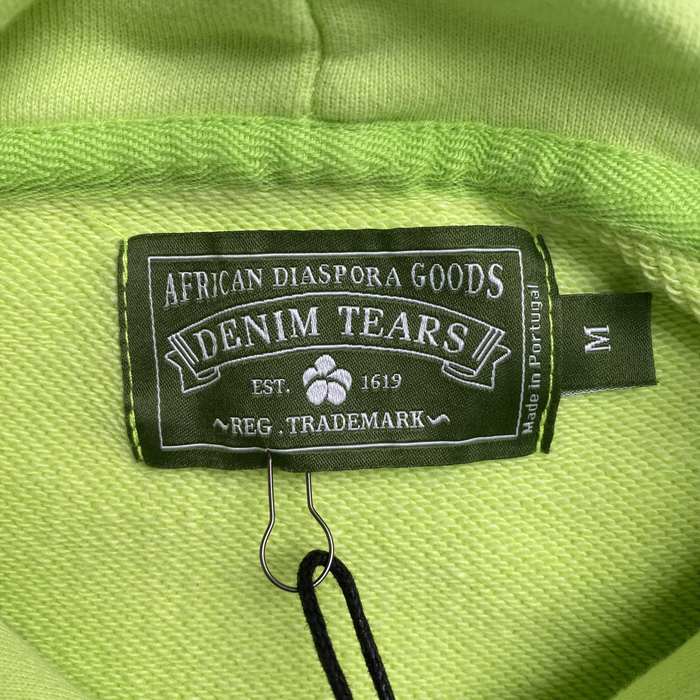 AFRICAN DIASPORA GOODS
DENIM TEARS
EST. 1619
~REG . TRADEMARK~
Made in Portugal
M